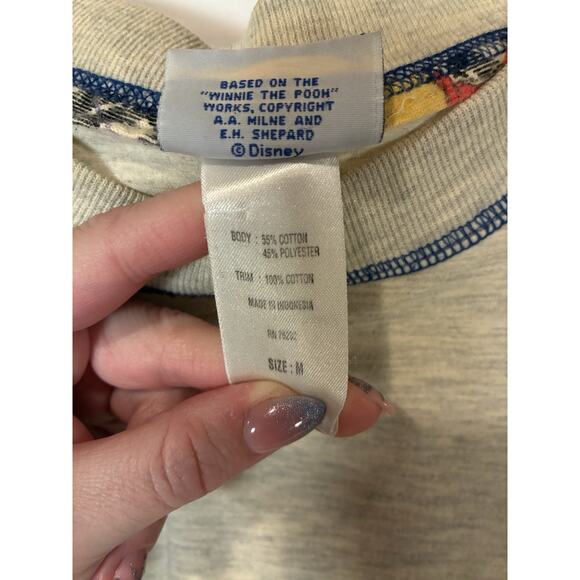 BASED ON THE
"WINNIE THE POOH"
WORKS, COPYRIGHT
A.A. MILNE AND
E.H. SHEPARD
© Disney
BODY : 55% COTTON
45% POLYESTER
TRIM : 100% COTTON
MADE IN INDONESIA
RN
SIZE : M